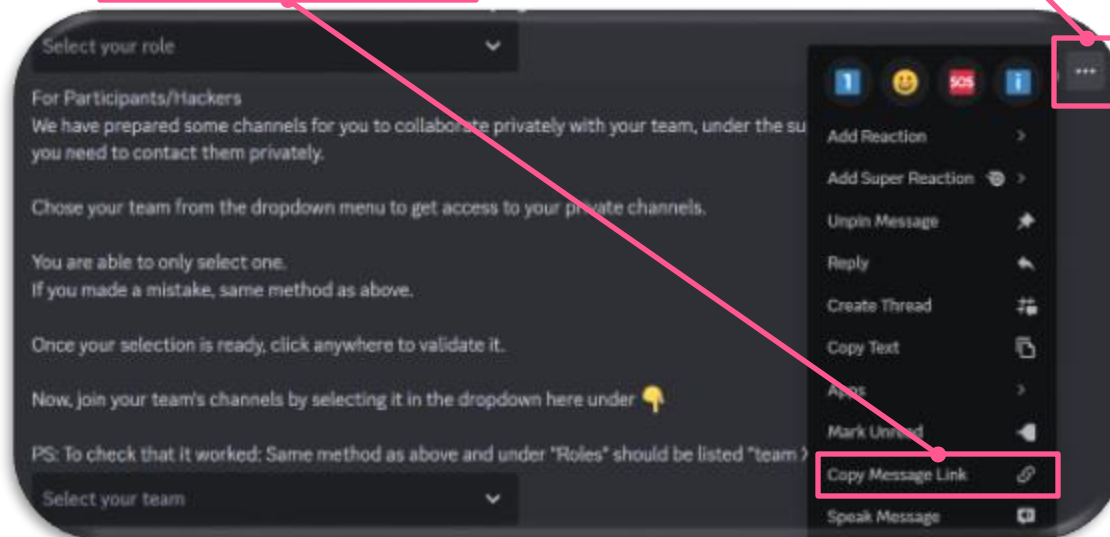 Select your role
For Participants/Hackers
We have prepared some channels for you to collaborate privately with your team, under the su
you need to contact them privately.
Chose your team from the dropdown menu to get access to your private channels.
You are able to only select one.
If you made a mistake, same method as above.
Once your selection is ready, click anywhere to validate it.
Now, join your team's channels by selecting it in the dropdown here under 👇
PS: To check that it worked: Same method as above and under "Roles" should be listed "team X
Select your team
1 SOS i
Add Reaction
Add Super Reaction
Unpin Message
Reply
Create Thread
Copy Text
Apps
Mark Unread
Copy Message Link
Speak Message